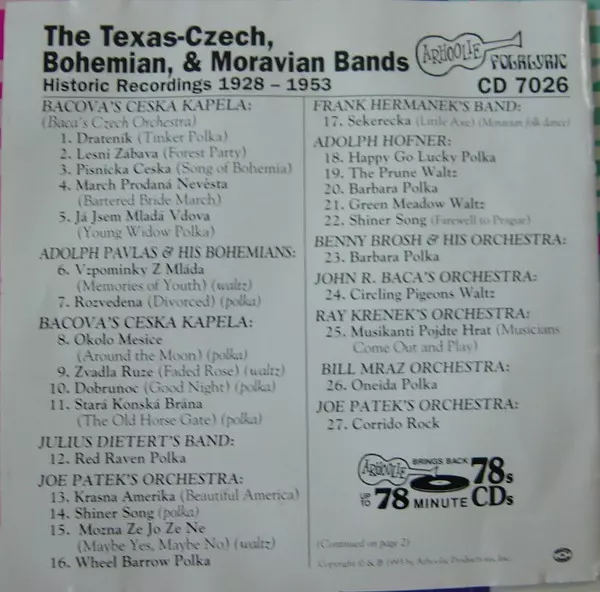 The Texas-Czech,
Bohemian, & Moravian Bands
Historic Recordings 1928 - 1953
ARHOOLIE
FOLKLYRIC
CD 7026
BACOVA'S CESKA KAPELA:
(Baca's Czech Orchestra)
1. Dratenik (Tinker Polka)
2. Lesni Zábava (Forest Party)
3. Pisnicka Ceska (Song of Bohemia)
4. March Prodaná Nevésta
(Bartered Bride March)
5. Já Jsem Mladá Vdova
(Young Widow Polka)
ADOLPH PAVLAS & HIS BOHEMIANS:
6. Vzpominky Z Mláda
(Memories of Youth) (waltz)
7. Rozvedena (Divorced) (polka)
BACOVA'S CESKA KAPELA:
8. Okolo Mesice
(Around the Moon) (polka)
9. Zvadla Ruze (Faded Rose) (waltz)
10. Dobrunoc (Good Night) (polka)
11. Stará Konská Brána
(The Old Horse Gate) (polka)
JULIUS DIETERT'S BAND:
12. Red Raven Polka
JOE PATEK'S ORCHESTRA:
13. Krasna Amerika (Beautiful America)
14. Shiner Song (polka)
15. Mozna Ze Jo Ze Ne
(Maybe Yes, Maybe No) (waltz)
16. Wheel Barrow Polka
FRANK HERMANEK'S BAND:
17. Sekerecka (Little Axe) (Moravian folk dance)
ADOLPH HOFNER:
18. Happy Go Lucky Polka
19. The Prune Waltz
20. Barbara Polka
21. Green Meadow Waltz
22. Shiner Song (Farewell to Prague)
BENNY BROSH & HIS ORCHESTRA:
23. Barbara Polka
JOHN R. BACA'S ORCHESTRA:
24. Circling Pigeons Waltz
RAY KRENEK'S ORCHESTRA:
25. Musikanti Pojdte Hrat (Musicians
Come Out and Play)
BILL MRAZ ORCHESTRA:
26. Oneida Polka
JOE PATEK'S ORCHESTRA:
27. Corrido Rock
ARHOOLIE BRINGS BACK 78s
UP TO 78 MINUTE CDs
(Continued on page 2)
Copyright © & ℗ 1993 by Arhoolie Productions, Inc.